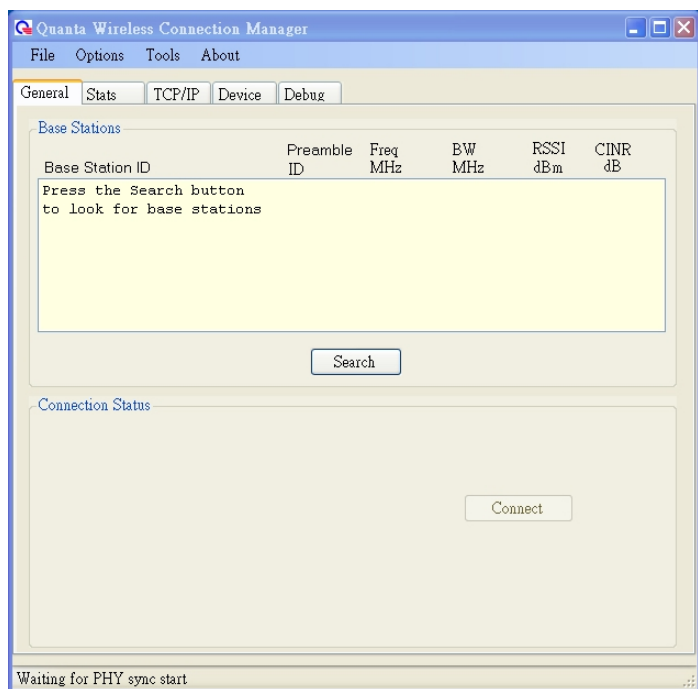 Quanta Wireless Connection Manager
File Options Tools About
General Stats TCP/IP Device Debug
Base Stations
Base Station ID Preamble ID Freq MHz BW MHz RSSI dBm CINR dB
Press the Search button
to look for base stations
Search
Connection Status
Connect
Waiting for PHY sync start